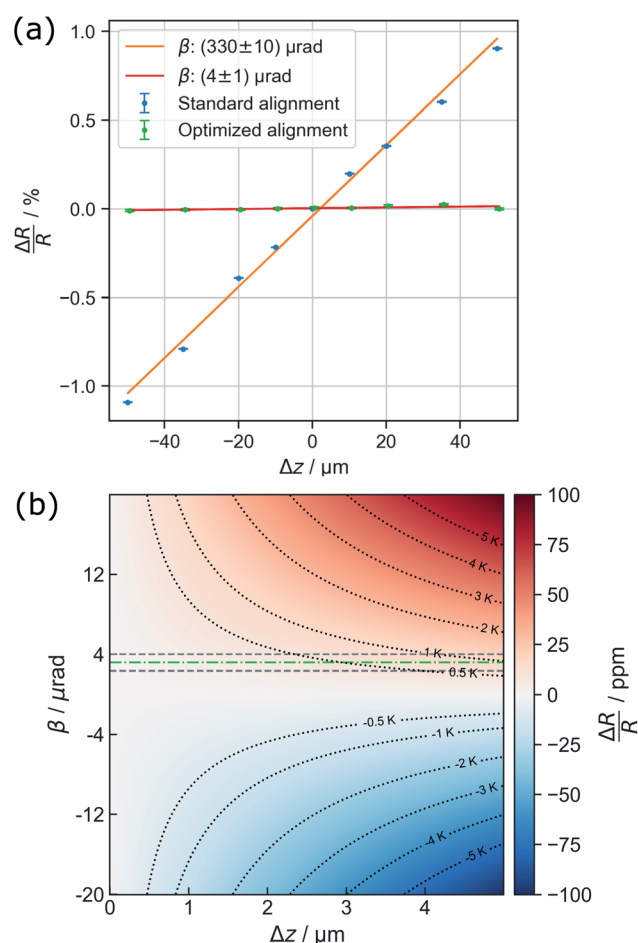 (a)
1.0
0.5
0.0
−0.5
−1.0
ΔR/R / %
β: (330±10) μrad
β: (4±1) μrad
Standard alignment
Optimized alignment
−40
−20
0
20
40
Δz / μm
(b)
12
4
-4
-12
-20
β / μrad
5 K
4 K
3 K
2 K
1 K
0.5 K
-0.5 K
-1 K
-2 K
-3 K
-4 K
-5 K
0
1
2
3
4
Δz / μm
100
75
50
25
0
−25
−50
−75
−100
ΔR/R / ppm